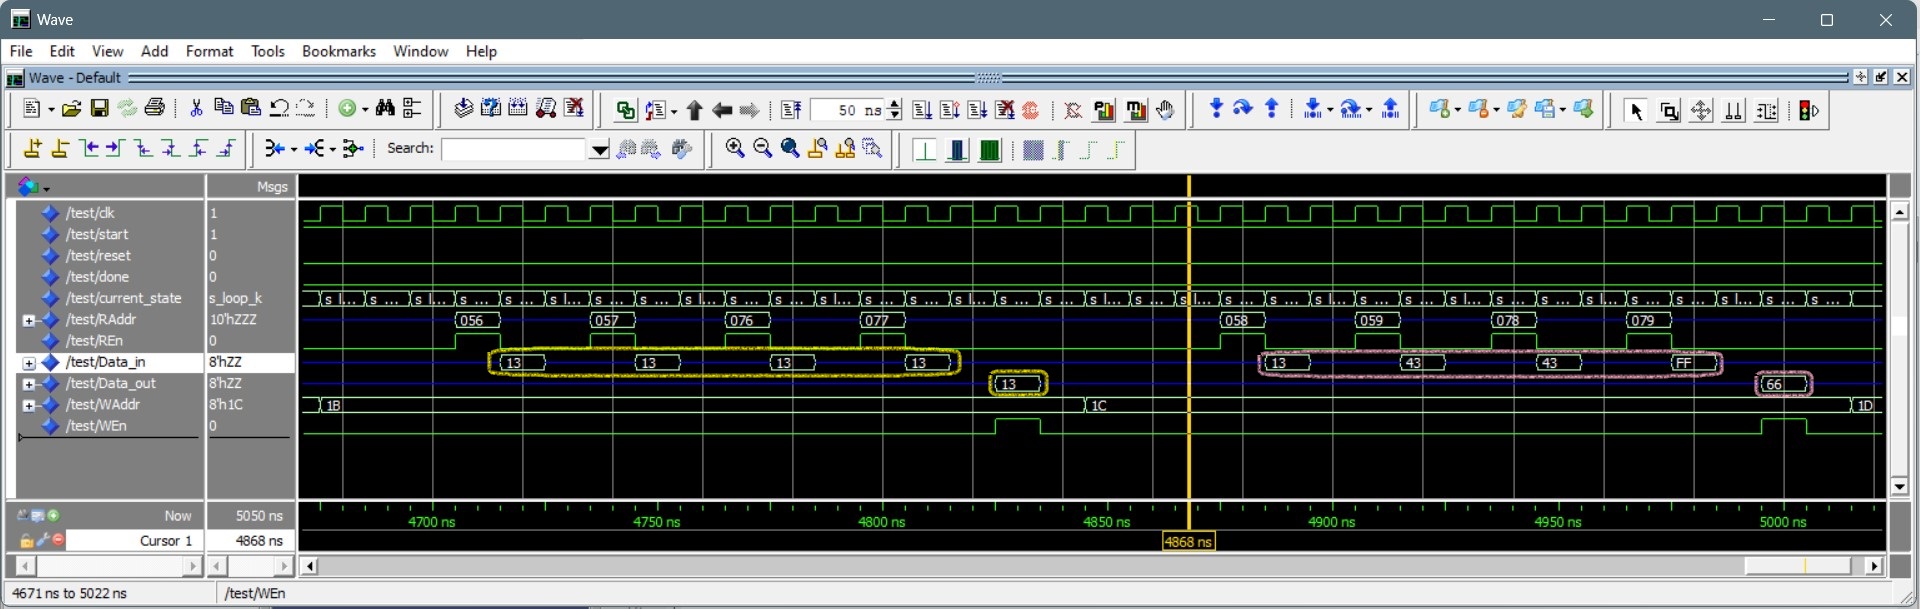 Wave
File Edit View Add Format Tools Bookmarks Window Help
Wave - Default
50 ns
Search:
Msgs
/test/clk 1
/test/start 1
/test/reset 0
/test/done 0
/test/current_state s_loop_k s l... s ... s l... s ... s ... s l... s ... s ... s l... s ... s ... s l... s ... s l... s ... s l... s ... s ... s l... s ... s ... s l... s ... s ... s l... s ... s ... s l... s ... s ...
/test/RAddr 10'hZZZ 056 057 076 077 058 059 078 079
/test/REn 0
/test/Data_in 8'hZZ 13 13 13 13 13 43 43 FF
/test/Data_out 8'hZZ 13 66
/test/WAddr 8'h1C 1B 1C 1D
/test/WEn 0
Now 5050 ns 4700 ns 4750 ns 4800 ns 4850 ns 4900 ns 4950 ns 5000 ns
Cursor 1 4868 ns 4868 ns
4671 ns to 5022 ns /test/WEn